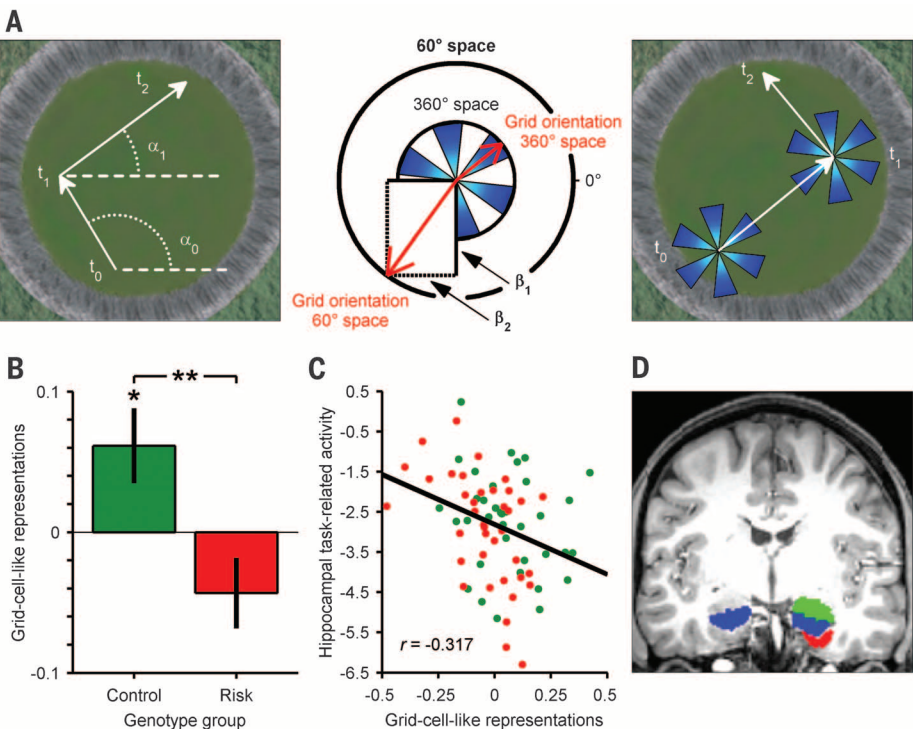 A
t2
α1
t1
α0
t0
60° space
360° space
Grid orientation
360° space
0°
β1
β2
Grid orientation
60° space
t2
t1
t0
B
0.1
**
*
0
-0.1
Grid-cell-like representations
Control
Risk
Genotype group
C
Hippocampal task-related activity
0.5
-0.5
-1.5
-2.5
-3.5
-4.5
-5.5
-6.5
r = -0.317
-0.5
-0.25
0
0.25
0.5
Grid-cell-like representations
D